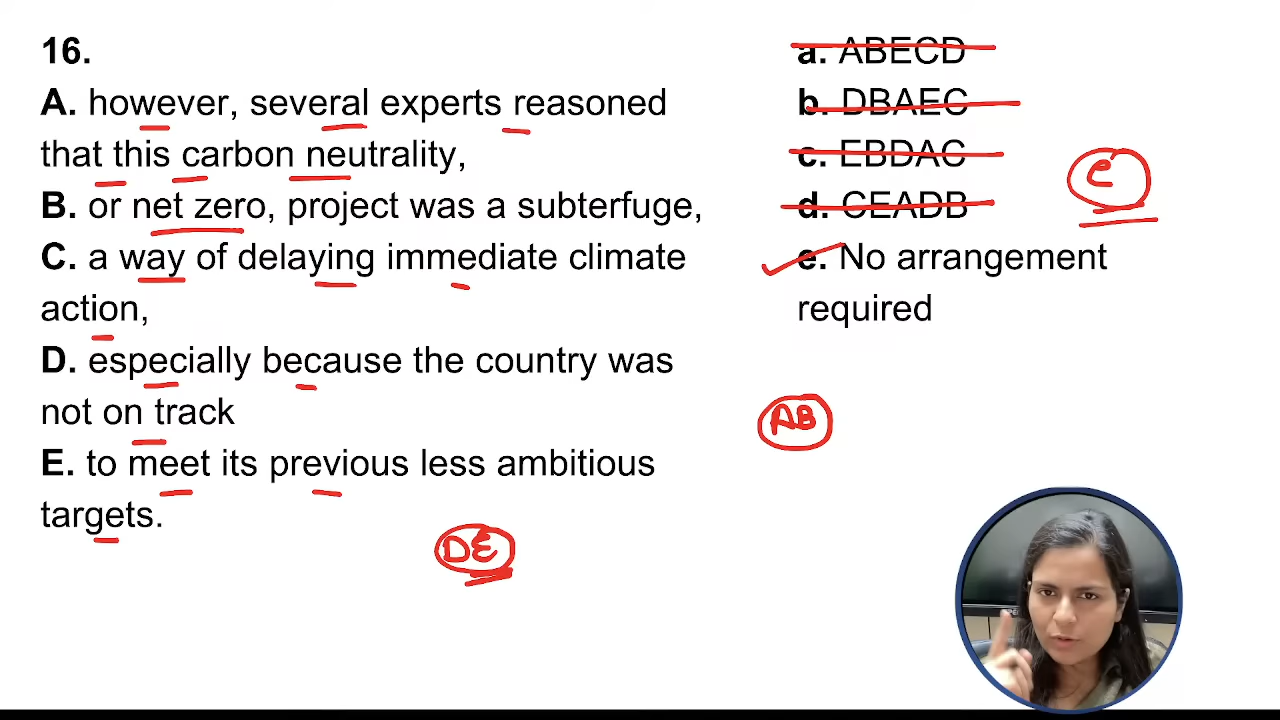 16.
A. however, several experts reasoned
that this carbon neutrality,
B. or net zero, project was a subterfuge,
C. a way of delaying immediate climate
action,
D. especially because the country was
not on track
E. to meet its previous less ambitious
targets.
DE
a. ABECD
b. DBAEC
c. EBDAC
d. CEADB
e
e. No arrangement
required
AB